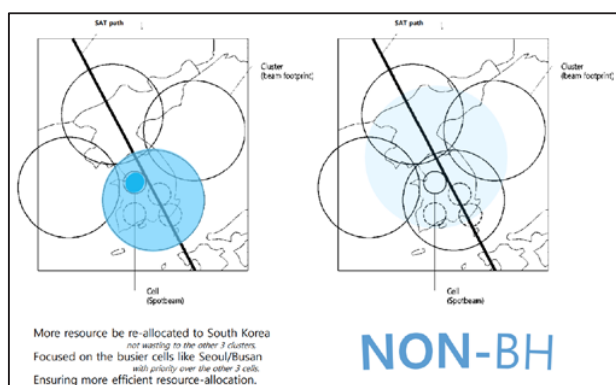 SAT path
Cluster
(beam footprint)
Cell
(Spotbeam)
More resource be re-allocated to South Korea
not wasting to the other 3 clusters.
Focused on the busier cells like Seoul/Busan
with priority over the other 3 cells.
Ensuring more efficient resource-allocation.
SAT path
Cluster
(beam footprint)
Cell
(Spotbeam)
NON-BH